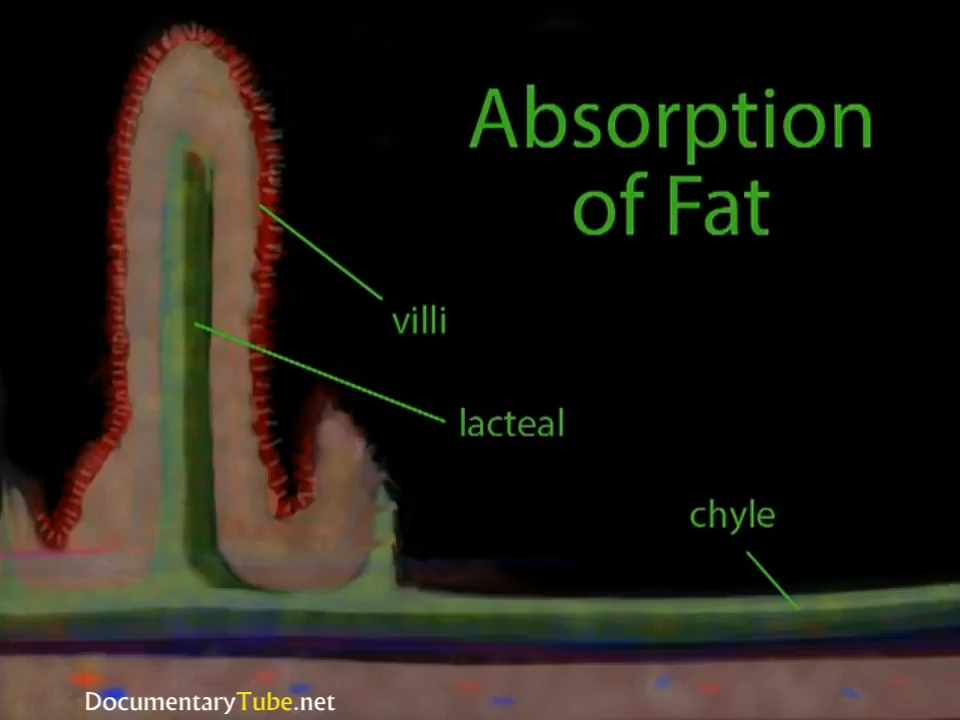 Absorption
of Fat
villi
lacteal
chyle
DocumentaryTube.net